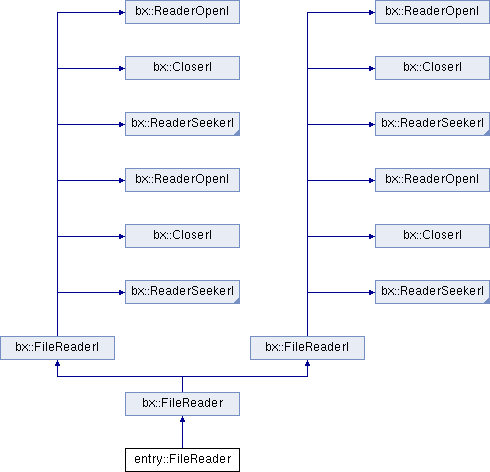 bx::ReaderOpenI bx::ReaderOpenI
bx::CloserI bx::CloserI
bx::ReaderSeekerI bx::ReaderSeekerI
bx::ReaderOpenI bx::ReaderOpenI
bx::CloserI bx::CloserI
bx::ReaderSeekerI bx::ReaderSeekerI
bx::FileReaderI bx::FileReaderI
bx::FileReader
entry::FileReader